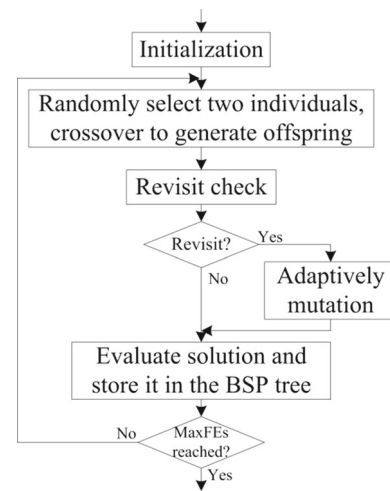 Initialization
Randomly select two individuals,
crossover to generate offspring
Revisit check
Revisit?
Yes
No
Adaptively
mutation
Evaluate solution and
store it in the BSP tree
No
MaxFEs
reached?
Yes